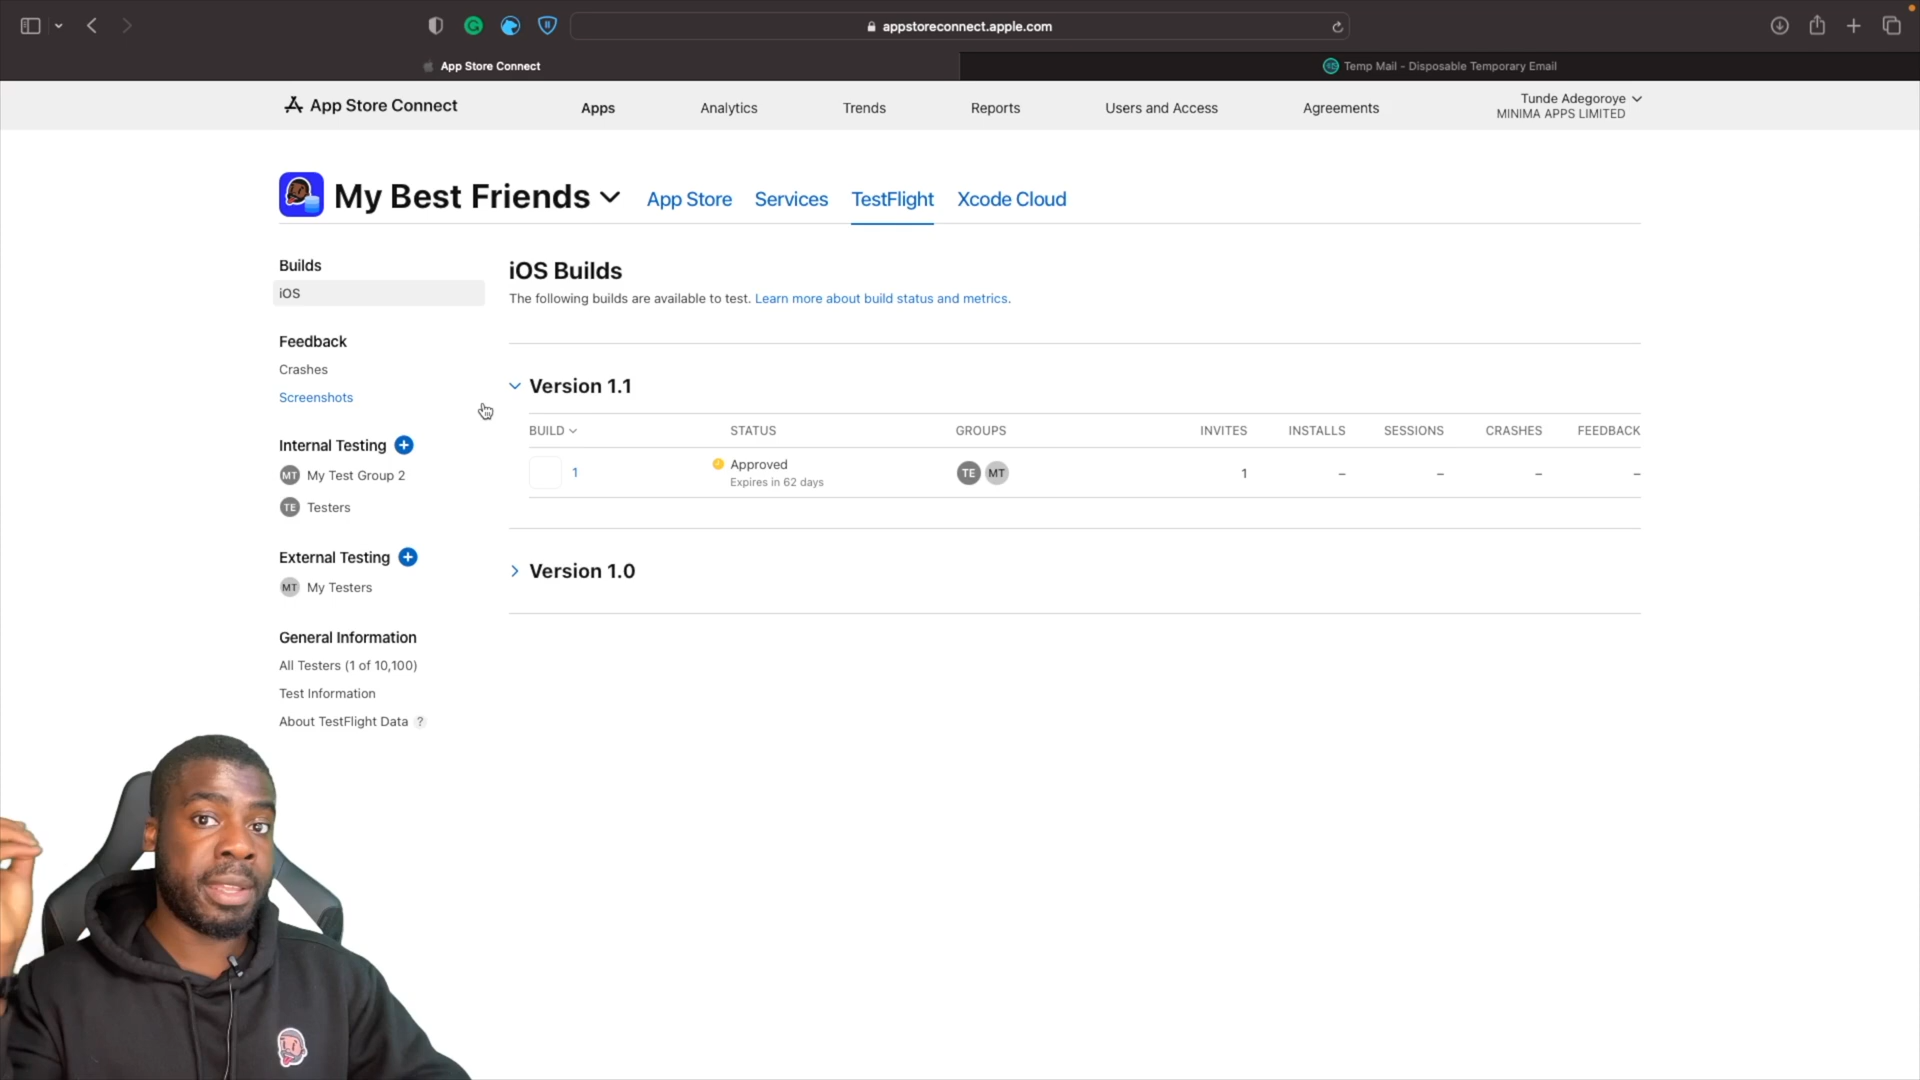 appstoreconnect.apple.com
App Store Connect
Temp Mail - Disposable Temporary Email
App Store Connect
Apps
Analytics
Trends
Reports
Users and Access
Agreements
Tunde Adegoroye
MINIMA APPS LIMITED
My Best Friends
App Store
Services
TestFlight
Xcode Cloud
Builds
iOS
Feedback
Crashes
Screenshots
Internal Testing
MT My Test Group 2
TE Testers
External Testing
MT My Testers
General Information
All Testers (1 of 10,100)
Test Information
About TestFlight Data ?
iOS Builds
The following builds are available to test. Learn more about build status and metrics.
Version 1.1
BUILD STATUS GROUPS INVITES INSTALLS SESSIONS CRASHES FEEDBACK
1 Approved TE MT 1 – – – –
Expires in 62 days
Version 1.0